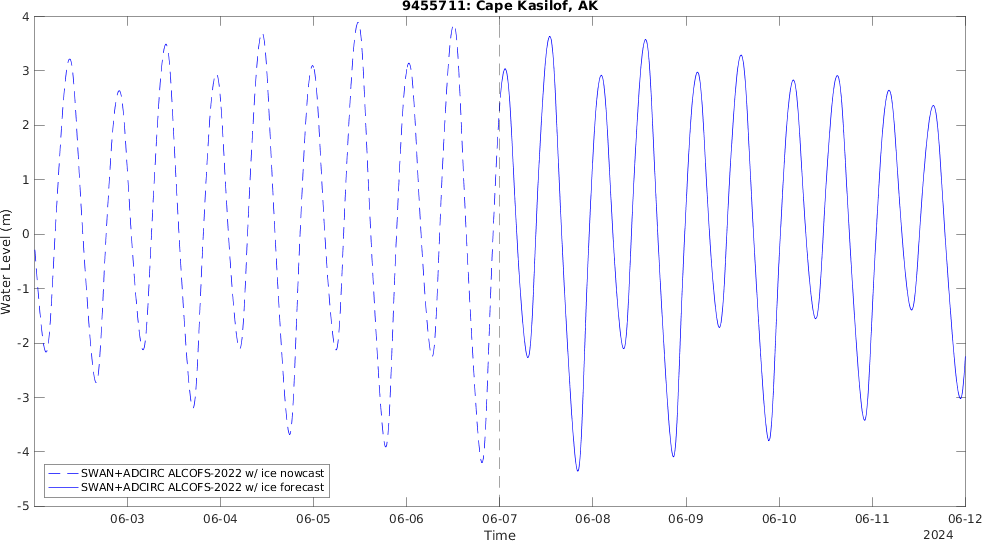 9455711: Cape Kasilof, AK
Water Level (m)
4
3
2
1
0
-1
-2
-3
-4
-5
SWAN+ADCIRC ALCOFS-2022 w/ ice nowcast
SWAN+ADCIRC ALCOFS-2022 w/ ice forecast
06-03 06-04 06-05 06-06 06-07 06-08 06-09 06-10 06-11 06-12
Time
2024